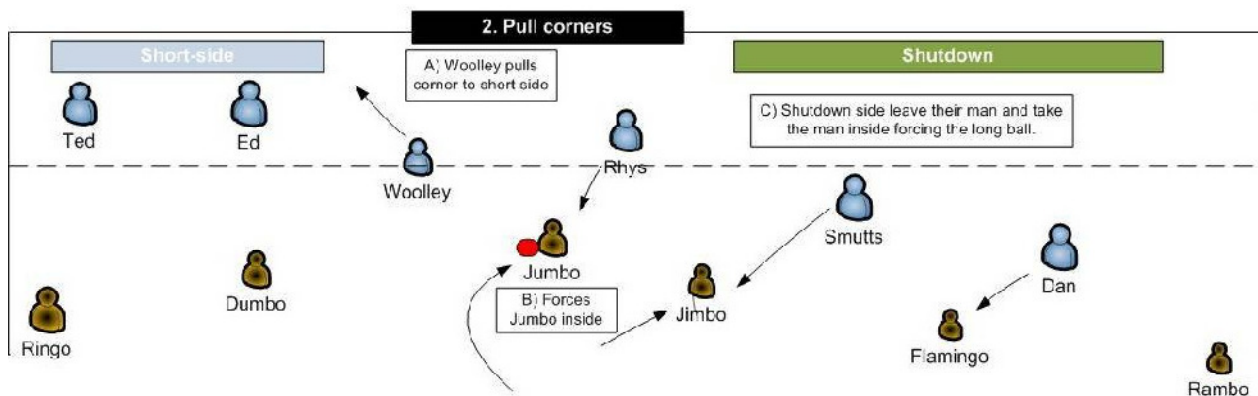 2. Pull corners
Short-side
Shutdown
A) Woolley pulls
corner to short side
C) Shutdown side leave their man and take
the man inside forcing the long ball.
Ted
Ed
Woolley
Rhys
Smutts
Dan
Jumbo
Dumbo
Ringo
B) Forces
Jumbo inside
Jimbo
Flamingo
Rambo